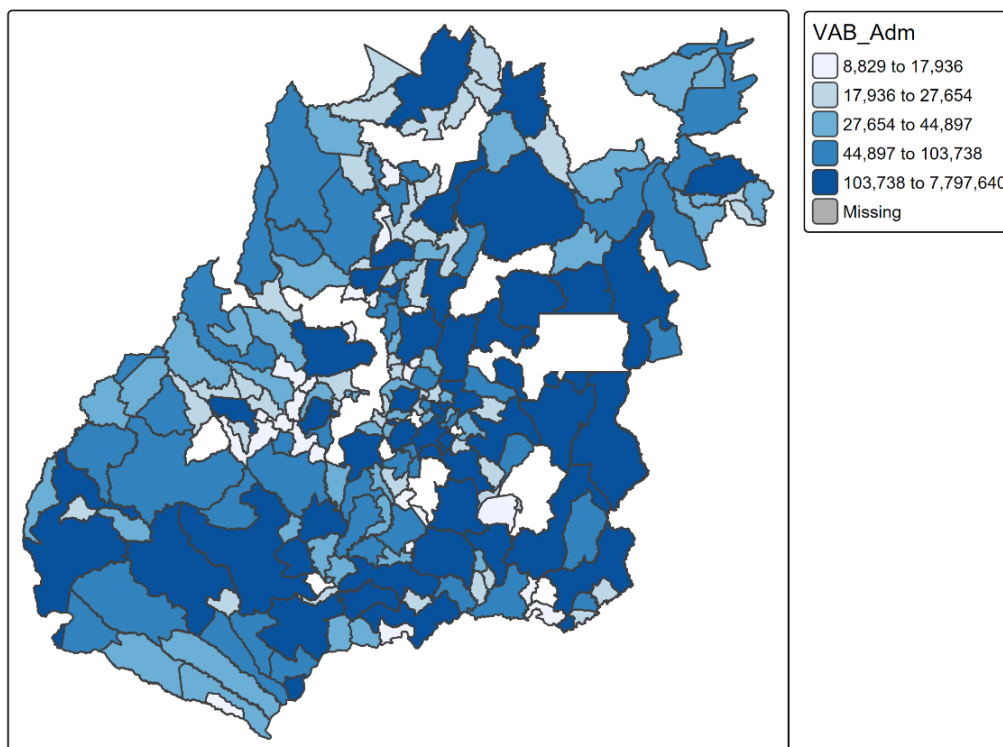 VAB_Adm
8,829 to 17,936
17,936 to 27,654
27,654 to 44,897
44,897 to 103,738
103,738 to 7,797,640
Missing